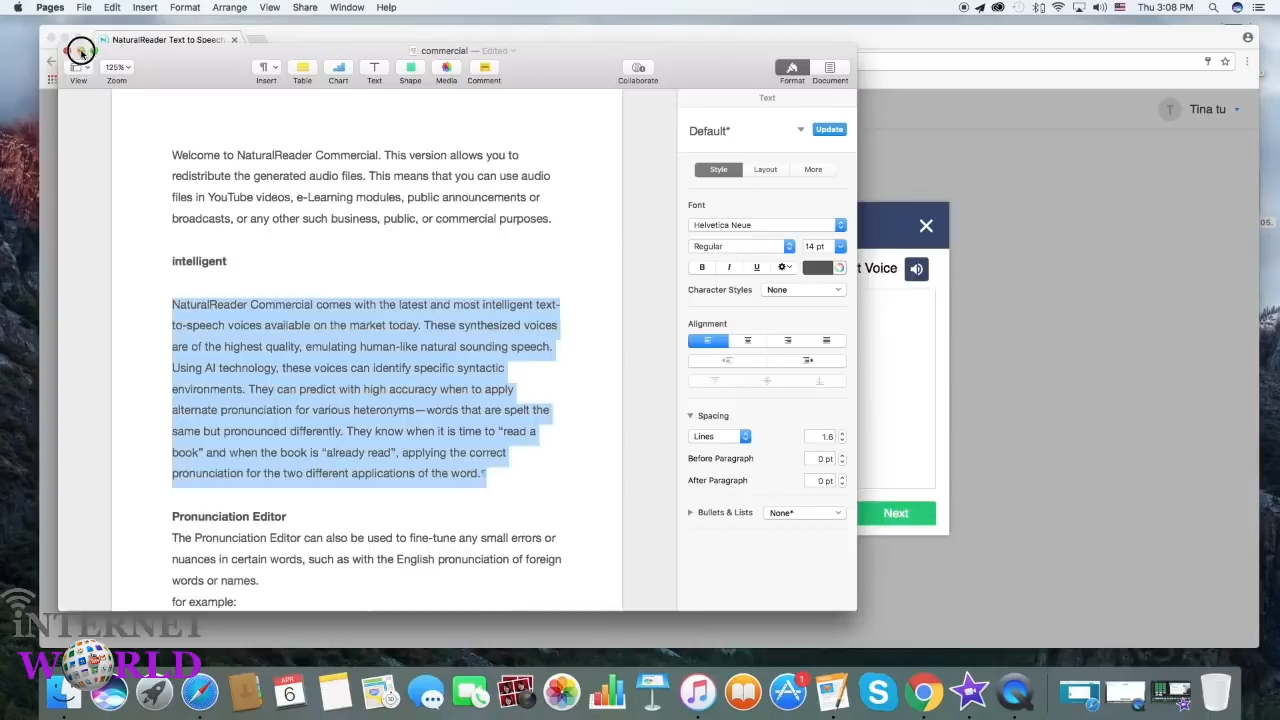 Pages File Edit Insert Format Arrange View Share Window Help Thu 3:08 PM
NaturalReader Text to Speech
commercial — Edited
125%
View Zoom Insert Table Chart Text Shape Media Comment Collaborate Format Document
Text
Tina tu
T
Default* Update
Welcome to NaturalReader Commercial. This version allows you to
redistribute the generated audio files. This means that you can use audio
files in YouTube videos, e-Learning modules, public announcements or
broadcasts, or any other such business, public, or commercial purposes.
intelligent
NaturalReader Commercial comes with the latest and most intelligent text-
to-speech voices available on the market today. These synthesized voices
are of the highest quality, emulating human-like natural sounding speech.
Using AI technology, these voices can identify specific syntactic
environments. They can predict with high accuracy when to apply
alternate pronunciation for various heteronyms—words that are spelt the
same but pronounced differently. They know when it is time to “read a
book” and when the book is “already read”, applying the correct
pronunciation for the two different applications of the word.
Pronunciation Editor
The Pronunciation Editor can also be used to fine-tune any small errors or
nuances in certain words, such as with the English pronunciation of foreign
words or names.
for example:
Style Layout More
Font
Helvetica Neue
Regular 14 pt
B I U
Character Styles None
Alignment
Spacing
Lines 1.6
Before Paragraph 0 pt
After Paragraph 0 pt
Bullets & Lists None*
t Voice
Next
05.
iNTERNET
WORLD
APR
6
1